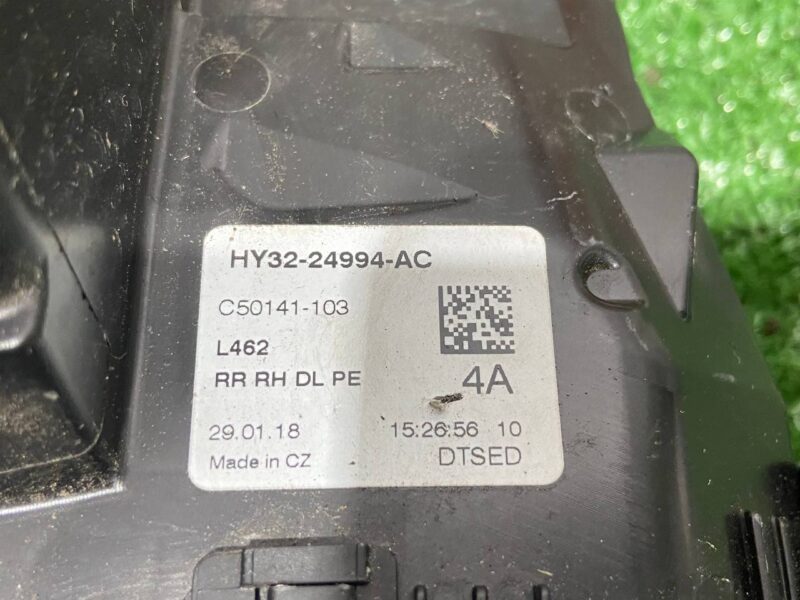 HY32-24994-AC
C50141-103
L462
RR RH DL PE 4A
29.01.18 15:26:56 10
Made in CZ DTSED